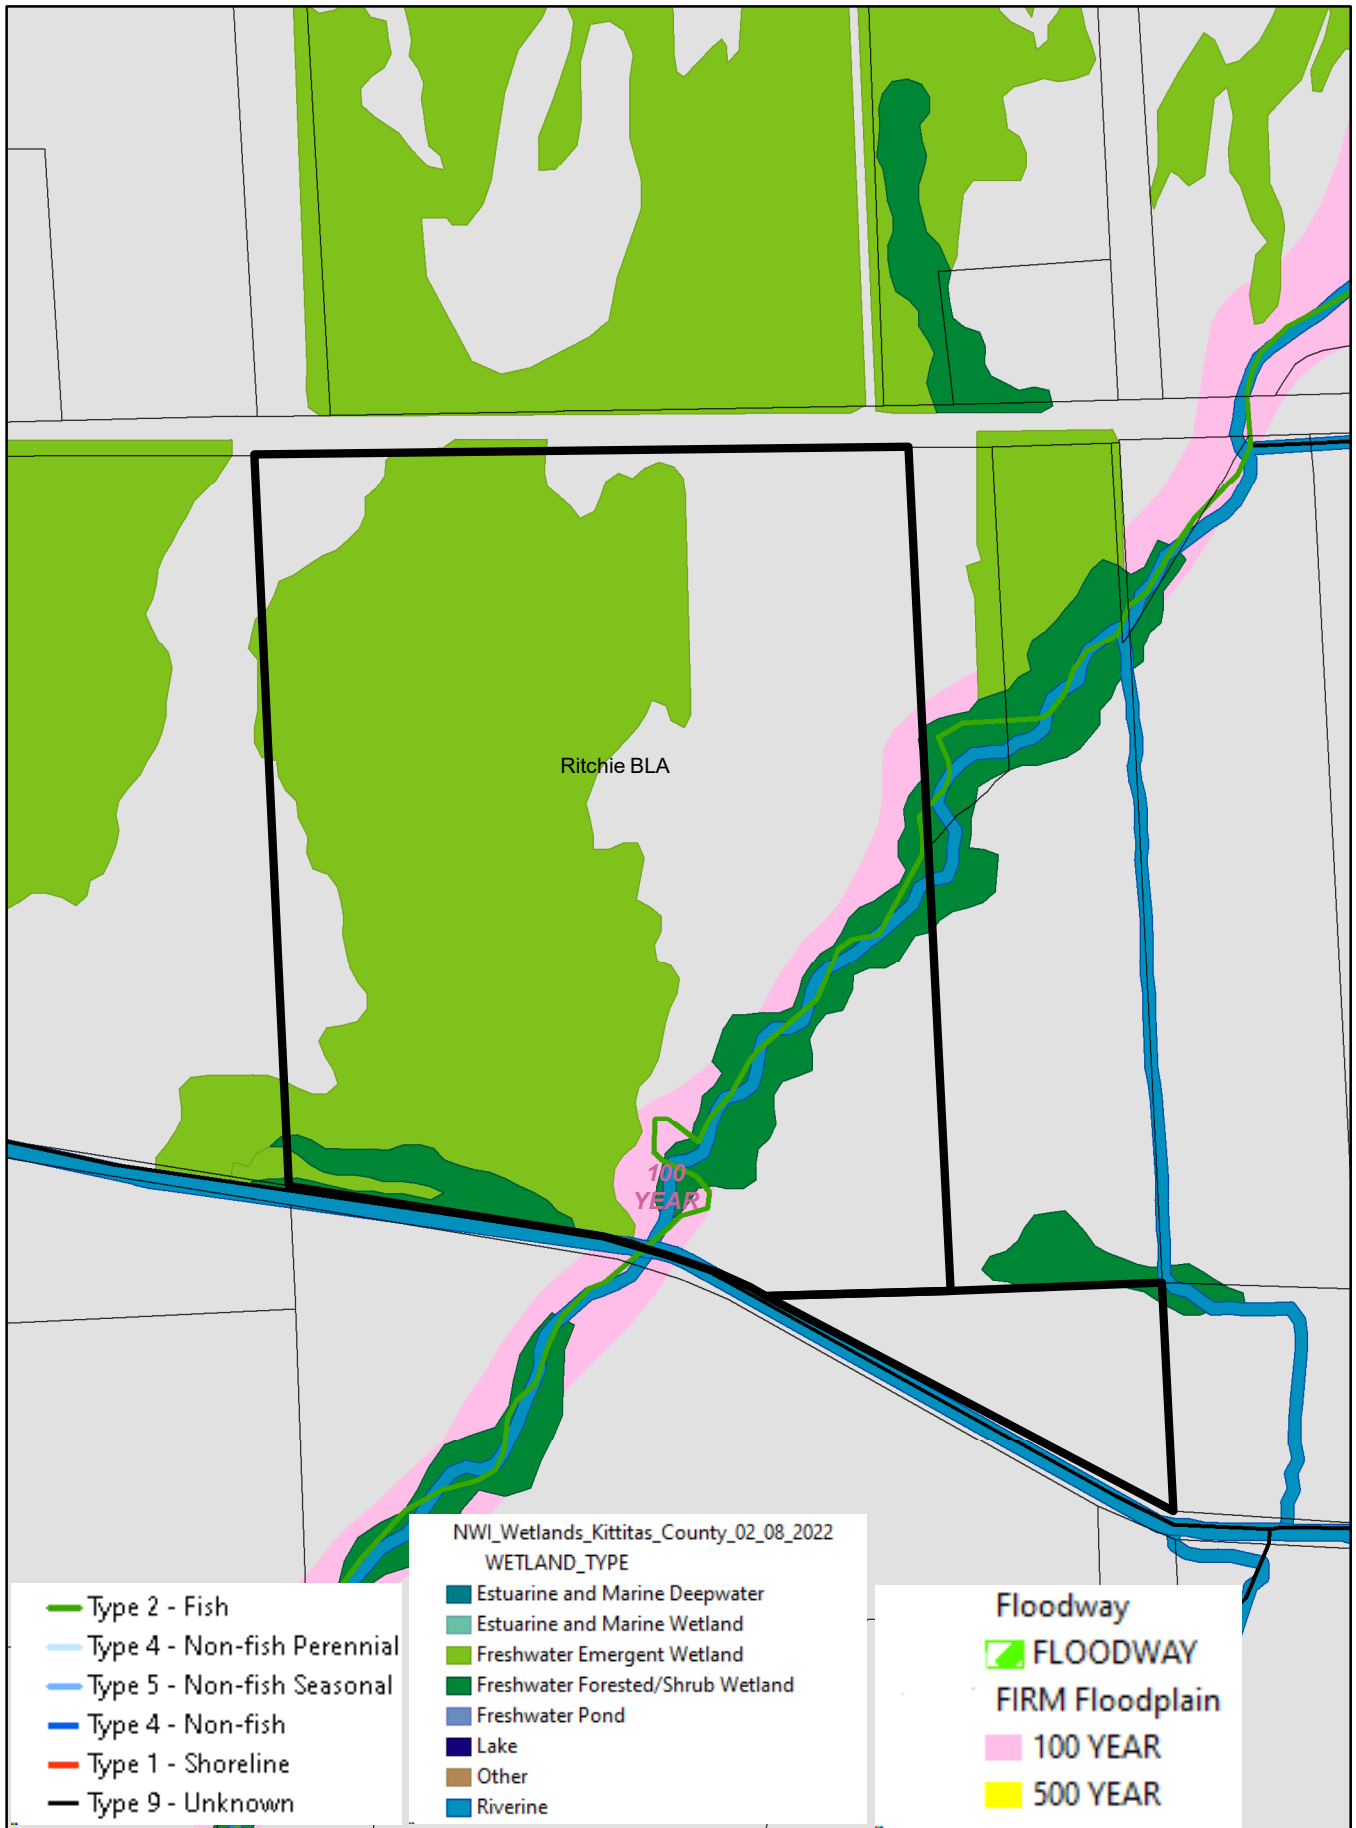 Ritchie BLA
100
YEAR
Type 2 - Fish
Type 4 - Non-fish Perennial
Type 5 - Non-fish Seasonal
Type 4 - Non-fish
Type 1 - Shoreline
Type 9 - Unknown
NWI_Wetlands_Kittitas_County_02_08_2022
WETLAND_TYPE
Estuarine and Marine Deepwater
Estuarine and Marine Wetland
Freshwater Emergent Wetland
Freshwater Forested/Shrub Wetland
Freshwater Pond
Lake
Other
Riverine
Floodway
FLOODWAY
FIRM Floodplain
100 YEAR
500 YEAR